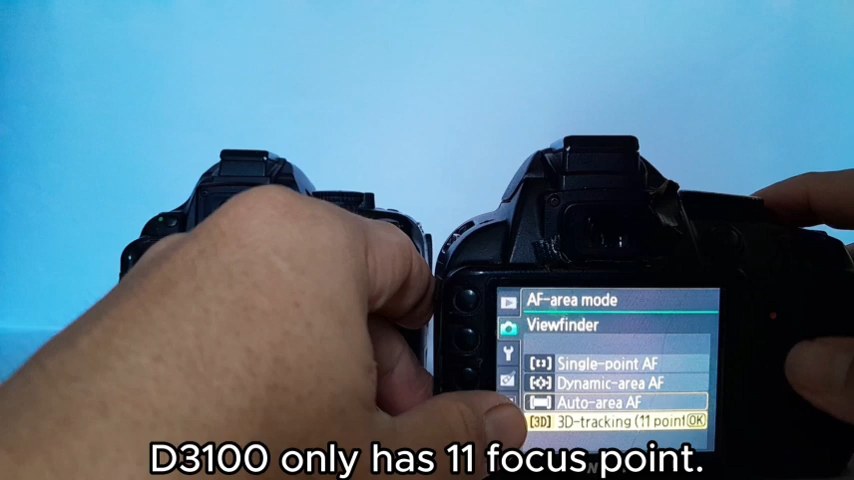 AF-area mode
Viewfinder
[ ] Single-point AF
Dynamic-area AF
Auto-area AF
[3D] 3D-tracking (11 point OK
D3100 only has 11 focus point.